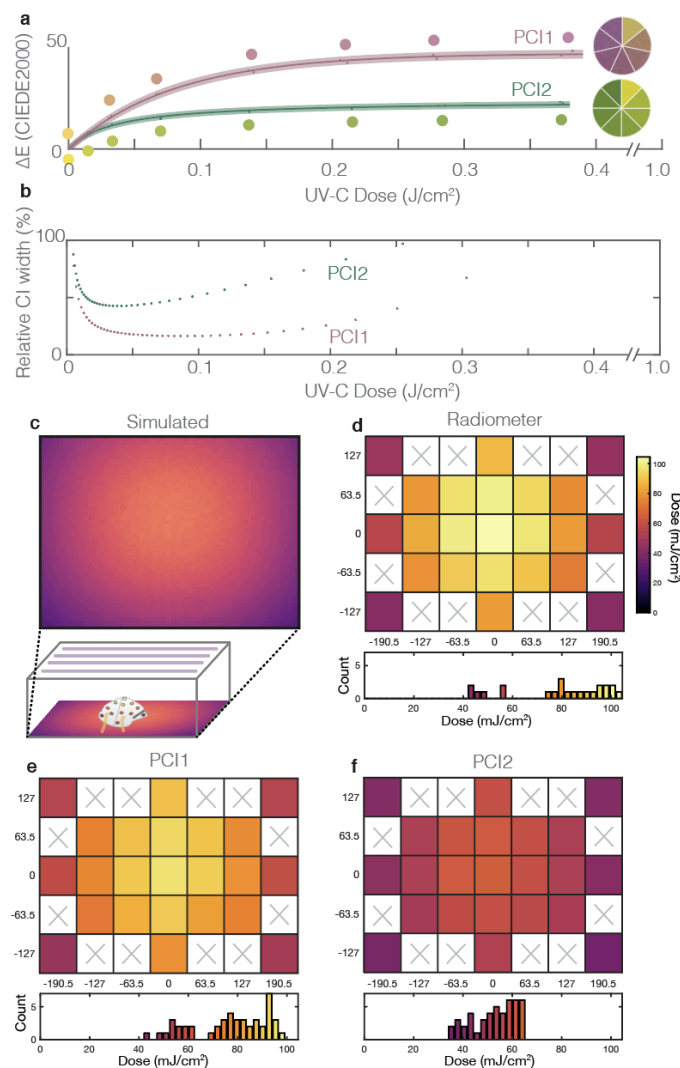 a
ΔE (CIEDE2000)
50
0
PCI1
PCI2
0 0.1 0.2 0.3 0.4 1.0
UV-C Dose (J/cm²)
b
Relative CI width (%)
100
0
PCI2
PCI1
0 0.1 0.2 0.3 0.4 1.0
UV-C Dose (J/cm²)
c
Simulated
d
Radiometer
127
63.5
0
-63.5
-127
-190.5 -127 -63.5 0 63.5 127 190.5
100
80
60
40
20
0
Dose (mJ/cm²)
Count
5
0
0 20 40 60 80 100
Dose (mJ/cm²)
e
PCI1
127
63.5
0
-63.5
-127
-190.5 -127 -63.5 0 63.5 127 190.5
Count
5
0
0 20 40 60 80 100
Dose (mJ/cm²)
f
PCI2
127
63.5
0
-63.5
-127
-190.5 -127 -63.5 0 63.5 127 190.5
5
0
0 20 40 60 80 100
Dose (mJ/cm²)